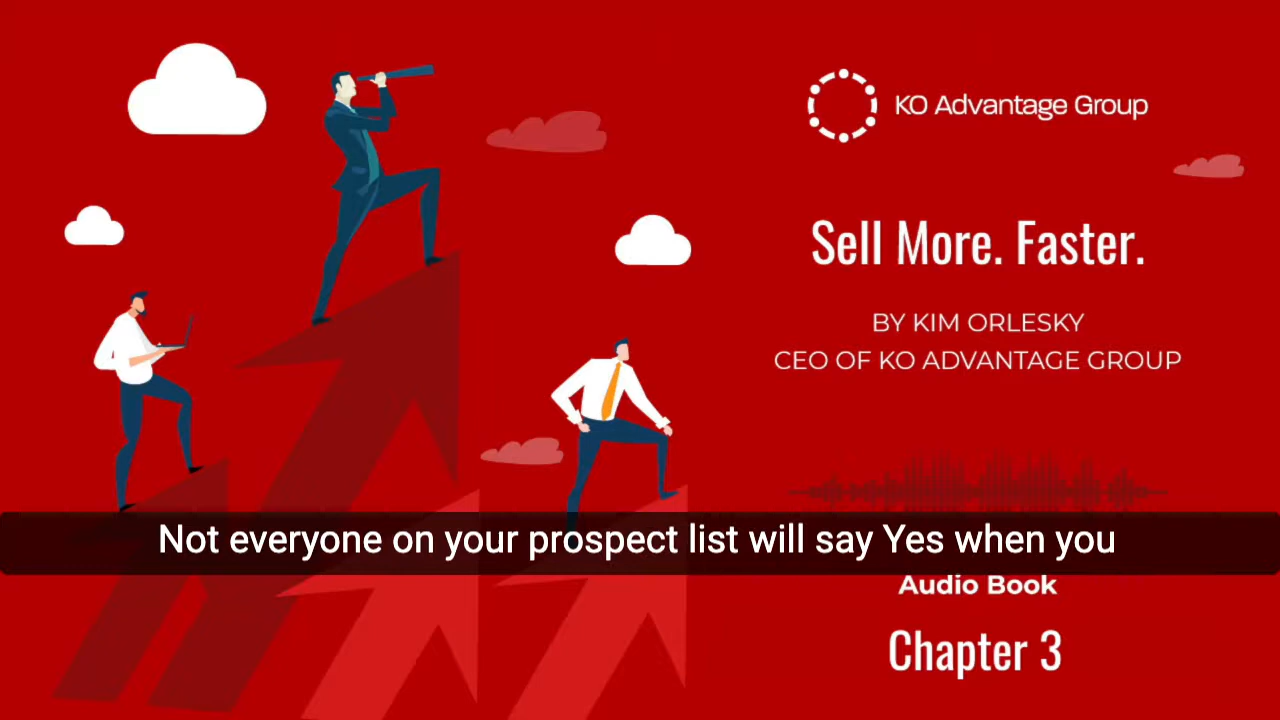 KO Advantage Group
Sell More. Faster.
BY KIM ORLESKY
CEO OF KO ADVANTAGE GROUP
Not everyone on your prospect list will say Yes when you
Audio Book
Chapter 3